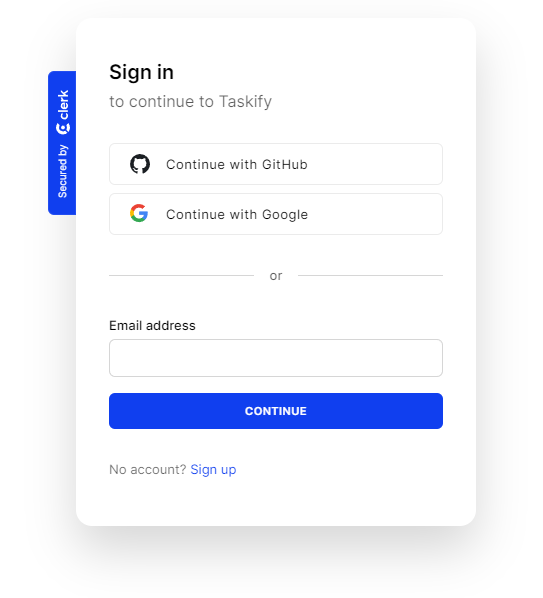 Sign in
to continue to Taskify
Secured by clerk
Continue with GitHub
Continue with Google
or
Email address
CONTINUE
No account? Sign up